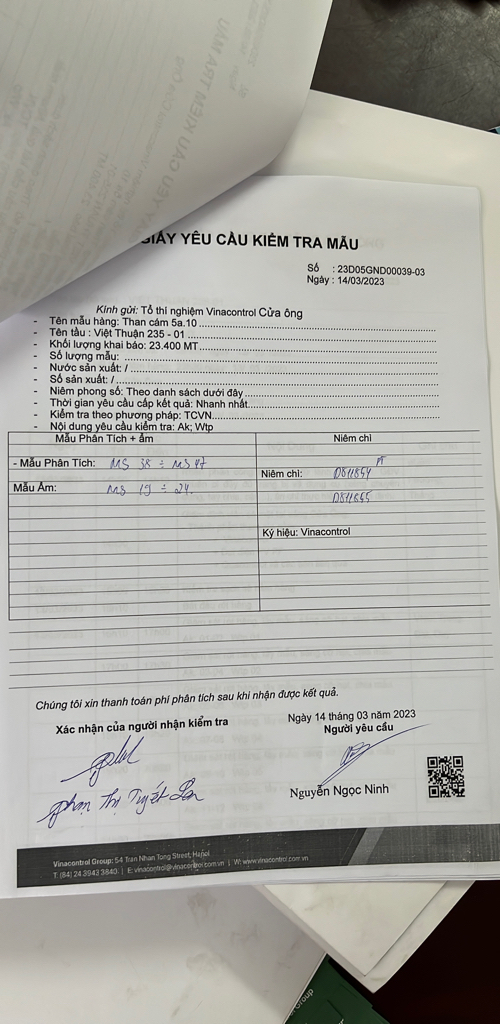 GIẤY YÊU CẦU KIỂM TRA MẪU
Số : 23D05GND00039-03
Ngày : 14/03/2023
Kính gửi: Tổ thí nghiệm Vinacontrol Cửa ông
- Tên mẫu hàng: Than cám 5a.10
- Tên tàu : Việt Thuận 235 - 01
- Khối lượng khai báo: 23.400 MT
- Số lượng mẫu:
- Nước sản xuất: /
- Số sản xuất: /
- Niêm phong số: Theo danh sách dưới đây
- Thời gian yêu cấp kết quả: Nhanh nhất
- Kiểm tra theo phương pháp: TCVN
- Nội dung yêu cầu kiểm tra: Ak; Wtp
Mẫu Phân Tích + ẩm
Niêm chì
- Mẫu Phân Tích: MS 38 ÷ MS 47
Niêm chì: D811854 PT
Mẫu Ẩm: MS 19 ÷ 24.
D811855
Ký hiệu: Vinacontrol
Chúng tôi xin thanh toán phí phân tích sau khi nhận được kết quả.
Xác nhận của người nhận kiểm tra
Ngày 14 tháng 03 năm 2023
Người yêu cầu
Phạm Thị Tuyết Lan
Nguyễn Ngọc Ninh
Vinacontrol Group: 54 Tran Nhan Tong Street, Hanoi
T: (84) 24 3943 3840 | E: vinacontrol@vinacontrol.com.vn | W: www.vinacontrol.com.vn
Group